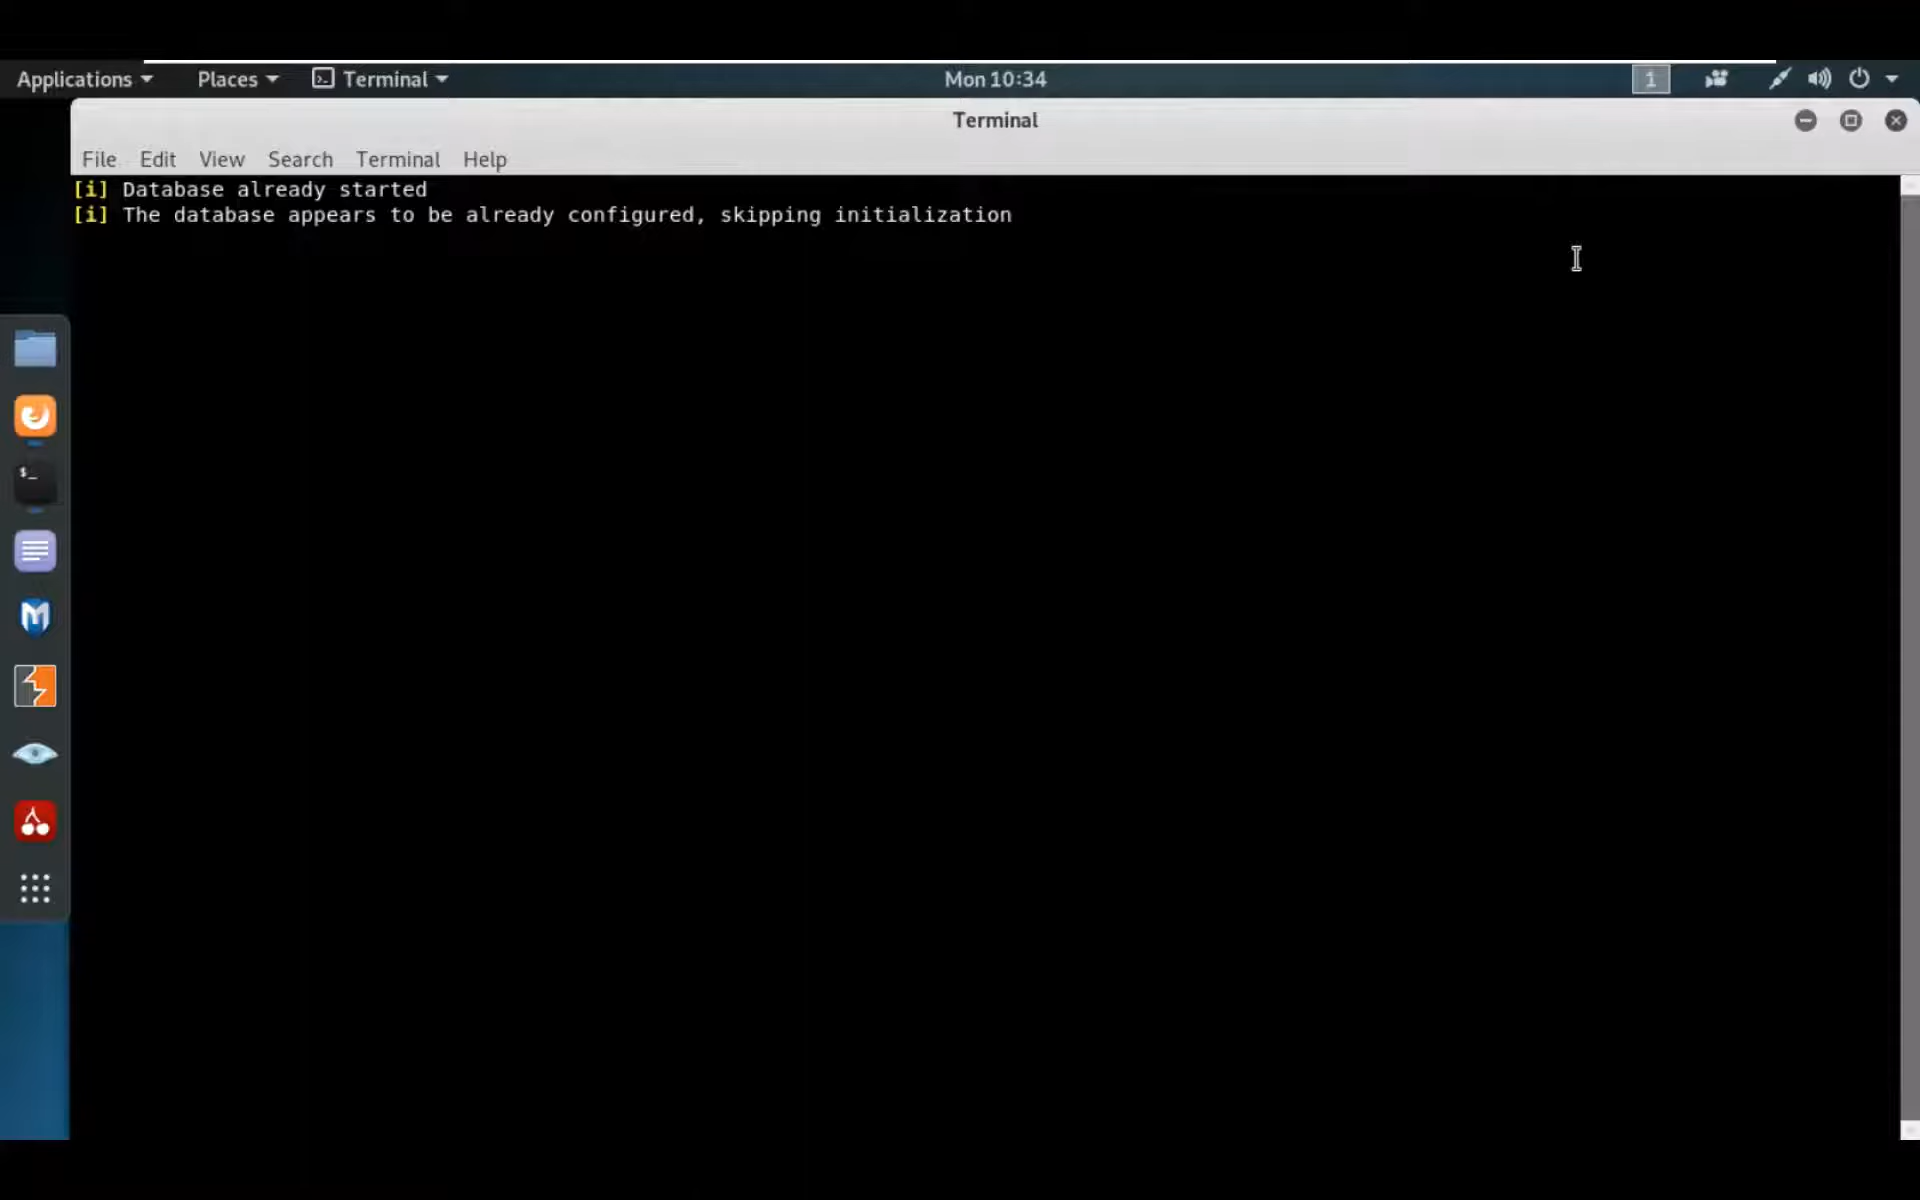 Applications Places Terminal Mon 10:34 1
Terminal
File Edit View Search Terminal Help
[i] Database already started
[i] The database appears to be already configured, skipping initialization
$_